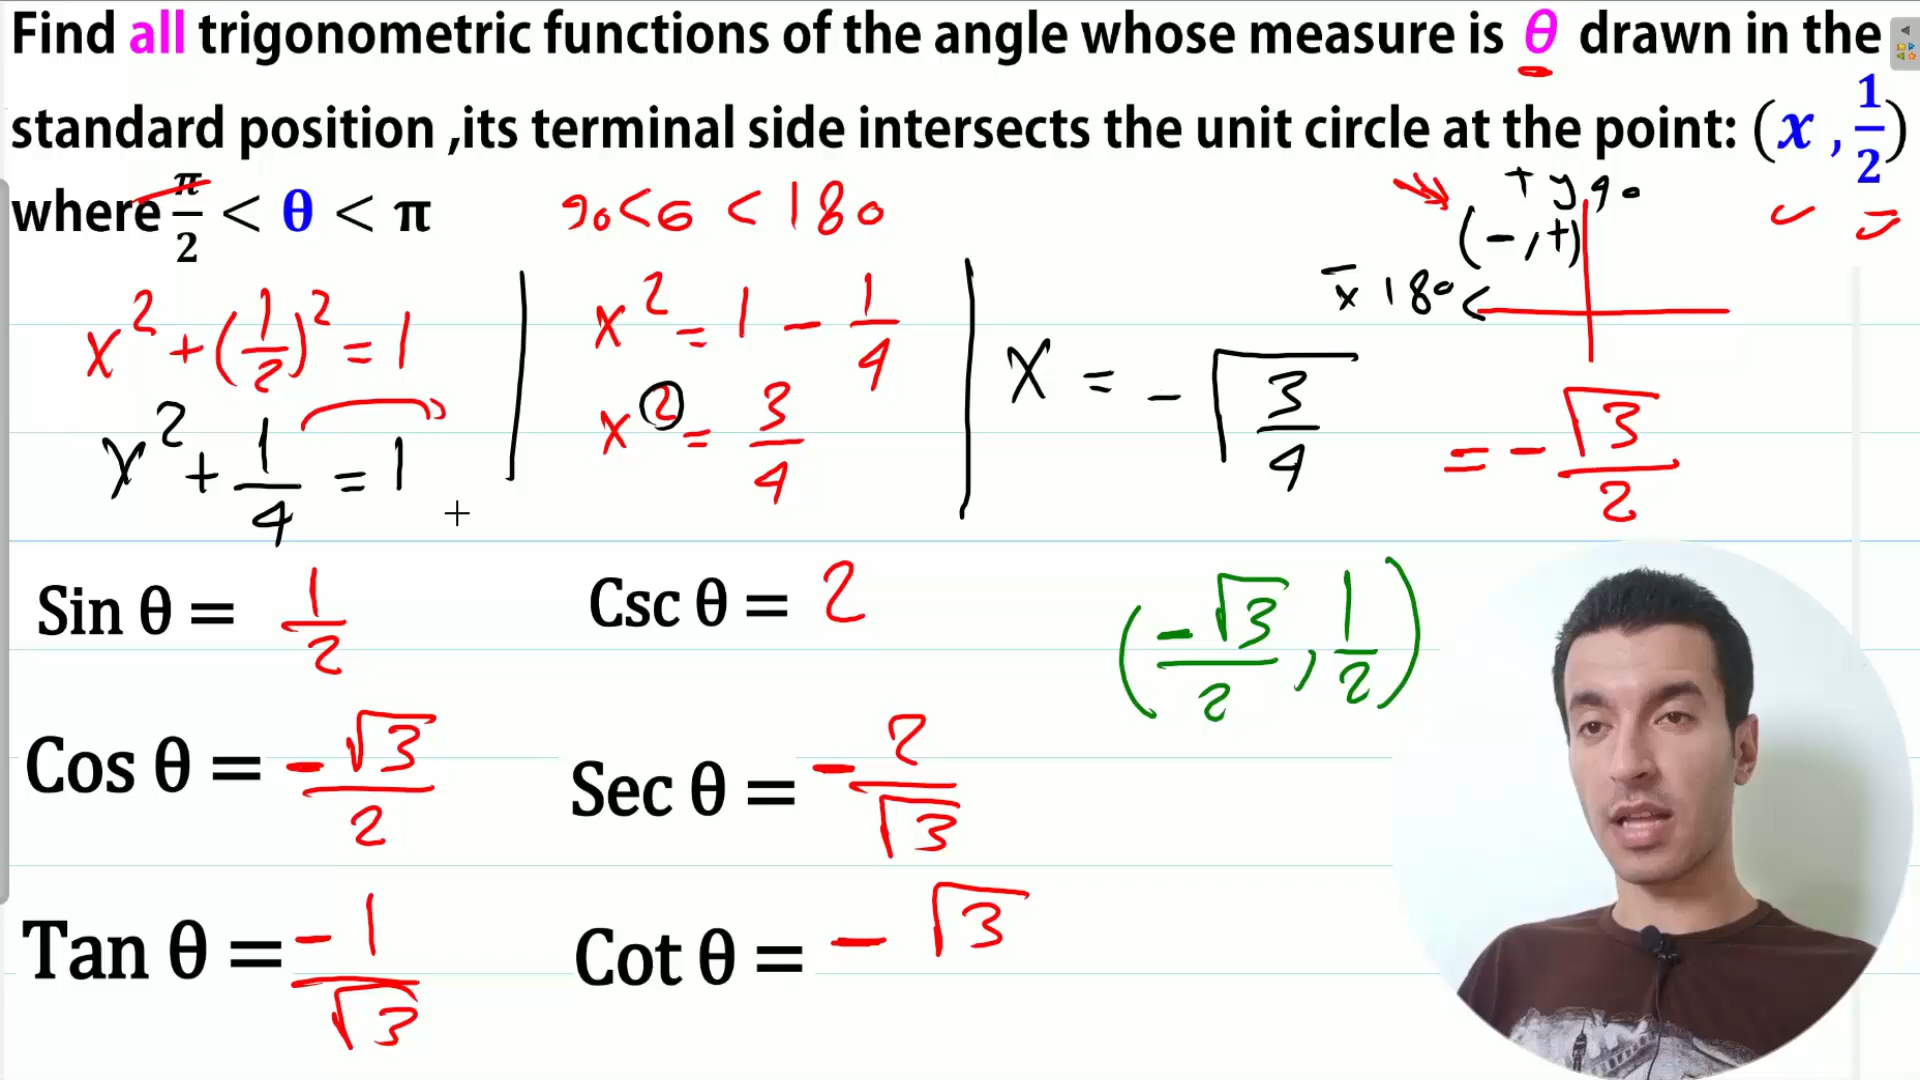 Find all trigonometric functions of the angle whose measure is θ drawn in the
standard position ,its terminal side intersects the unit circle at the point: (x , 1/2)
where π/2 < θ < π
90<θ < 180
+ y 90
(-,+)
-x 180
x² + (1/2)² = 1
x² + 1/4 = 1
x² = 1 - 1/4
x² = 3/4
x = - √(3/4)
= - √3/2
Sin θ = 1/2
Csc θ = 2
(-√3/2 , 1/2)
Cos θ = -√3/2
Sec θ = -2/√3
Tan θ = -1/√3
Cot θ = - √3